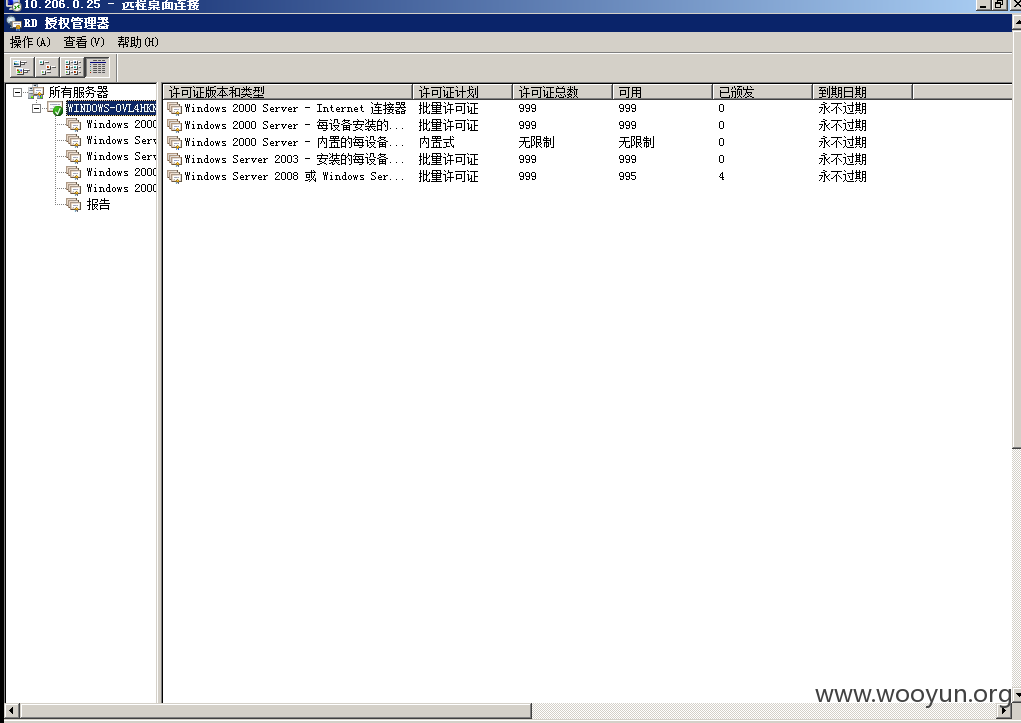 10.206.0.25 - 远程桌面连接
RD 授权管理器
操作(A) 查看(V) 帮助(H)
所有服务器
WINDOWS-OVL4HKN
Windows 2000
Windows Serv
Windows Serv
Windows 2000
Windows 2000
报告
许可证版本和类型 许可证计划 许可证总数 可用 已颁发 到期日期
Windows 2000 Server - Internet 连接器 批量许可证 999 999 0 永不过期
Windows 2000 Server - 每设备安装的... 批量许可证 999 999 0 永不过期
Windows 2000 Server - 内置的每设备... 内置式 无限制 无限制 0 永不过期
Windows Server 2003 - 安装的每设备... 批量许可证 999 999 0 永不过期
Windows Server 2008 或 Windows Ser... 批量许可证 999 995 4 永不过期
www.wooyun.org